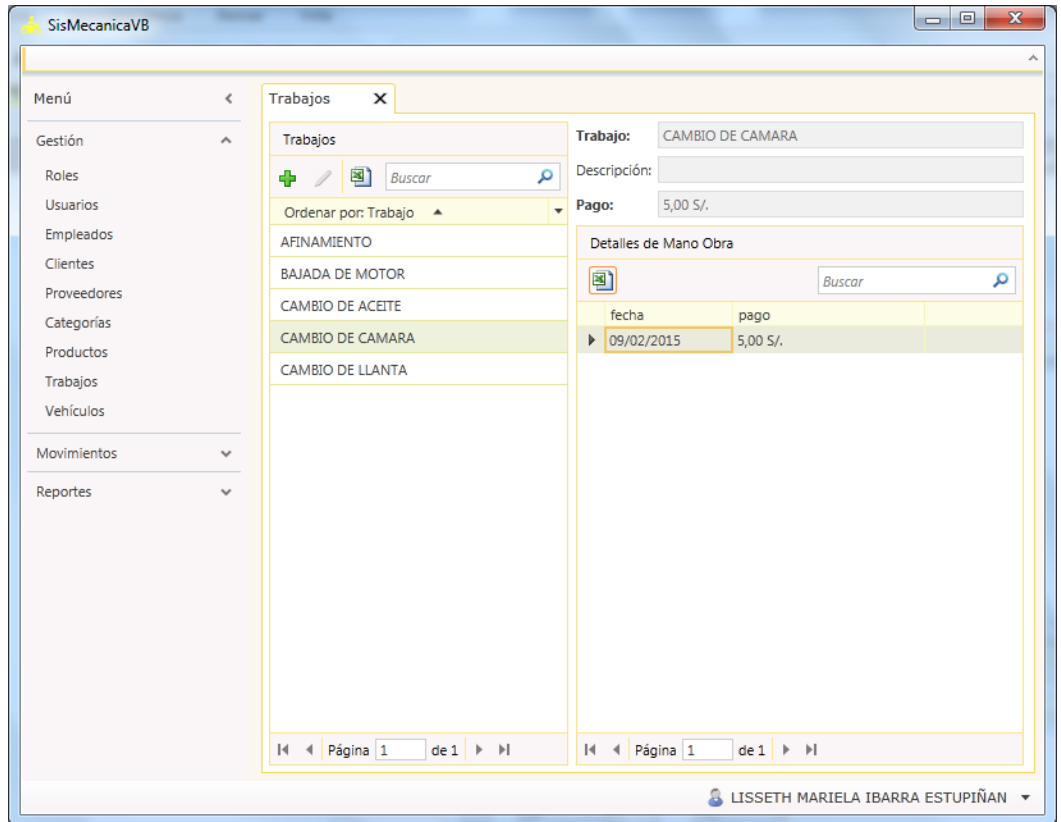 SisMecanicaVB
Menú
Gestión
Roles
Usuarios
Empleados
Clientes
Proveedores
Categorías
Productos
Trabajos
Vehículos
Movimientos
Reportes
Trabajos
Trabajos
Buscar
Ordenar por: Trabajo
AFINAMIENTO
BAJADA DE MOTOR
CAMBIO DE ACEITE
CAMBIO DE CAMARA
CAMBIO DE LLANTA
Página 1 de 1
Trabajo: CAMBIO DE CAMARA
Descripción:
Pago: 5,00 S/.
Detalles de Mano Obra
Buscar
fecha pago
09/02/2015 5,00 S/.
Página 1 de 1
LISSETH MARIELA IBARRA ESTUPIÑAN